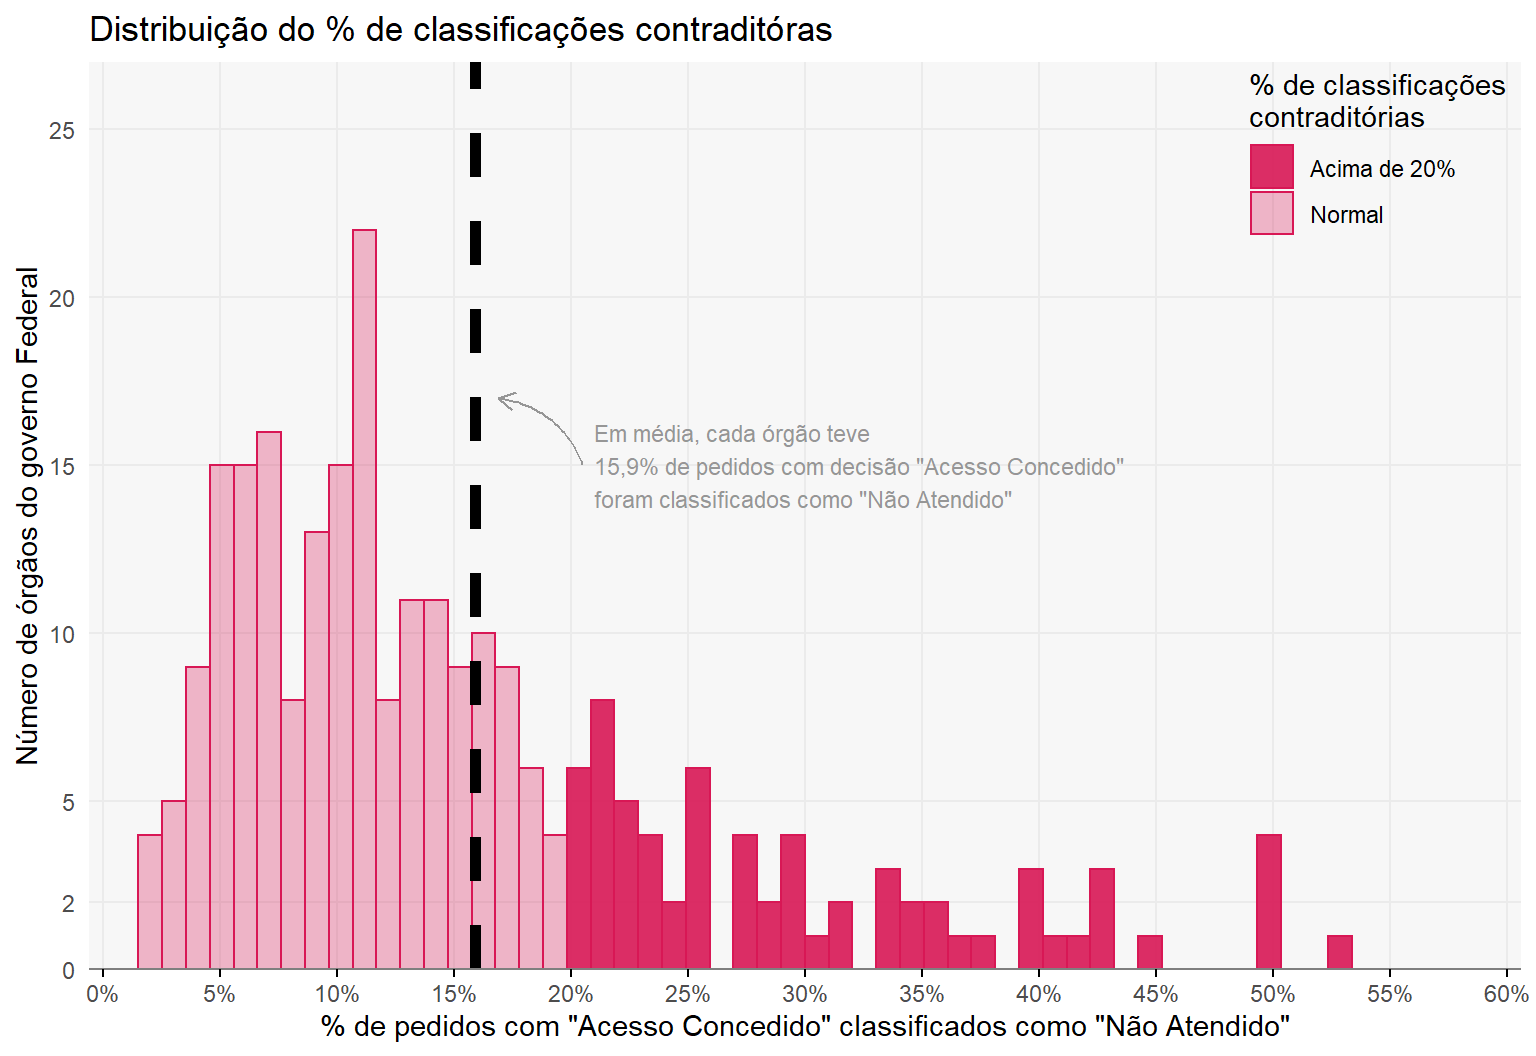 Distribuição do % de classificações contraditóras
% de classificações
contraditórias
Acima de 20%
Normal
Número de órgãos do governo Federal
25
20
15
10
5
2
0
Em média, cada órgão teve
15,9% de pedidos com decisão "Acesso Concedido"
foram classificados como "Não Atendido"
0% 5% 10% 15% 20% 25% 30% 35% 40% 45% 50% 55% 60%
% de pedidos com "Acesso Concedido" classificados como "Não Atendido"